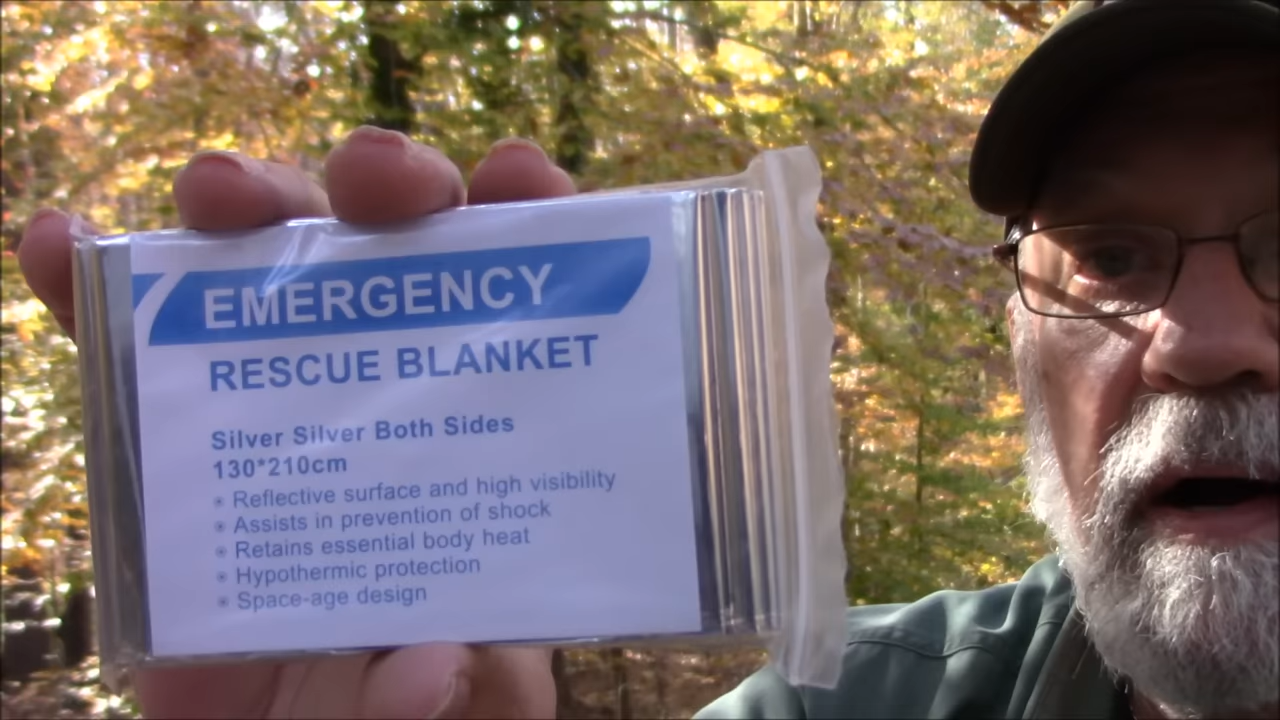 EMERGENCY
RESCUE BLANKET
Silver Silver Both Sides
130*210cm
Reflective surface and high visibility
Assists in prevention of shock
Retains essential body heat
Hypothermic protection
Space-age design